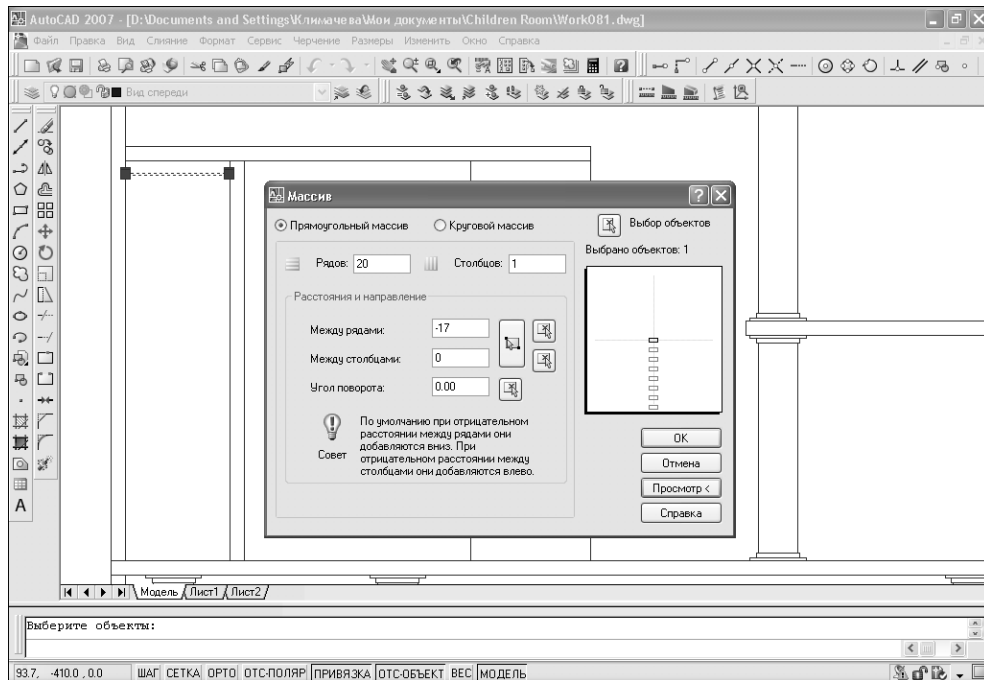 AutoCAD 2007 - [D:\Documents and Settings\Климачева\Мои документы\Children Room\Work081.dwg]
Файл Правка Вид Слияние Формат Сервис Черчение Размеры Изменить Окно Справка
Вид спереди
Массив
Прямоугольный массив Круговой массив Выбор объектов
Выбрано объектов: 1
Рядов: 20 Столбцов: 1
Расстояния и направление
Между рядами: -17
Между столбцами: 0
Угол поворота: 0.00
Совет
По умолчанию при отрицательном
расстоянии между рядами они
добавляются вниз. При
отрицательном расстоянии между
столбцами они добавляются влево.
OK
Отмена
Просмотр <
Справка
A
Модель Лист1 Лист2
Выберите объекты:
93.7, -410.0 , 0.0 ШАГ СЕТКА ОРТО ОТС-ПОЛЯР ПРИВЯЗКА ОТС-ОБЪЕКТ ВЕС МОДЕЛЬ